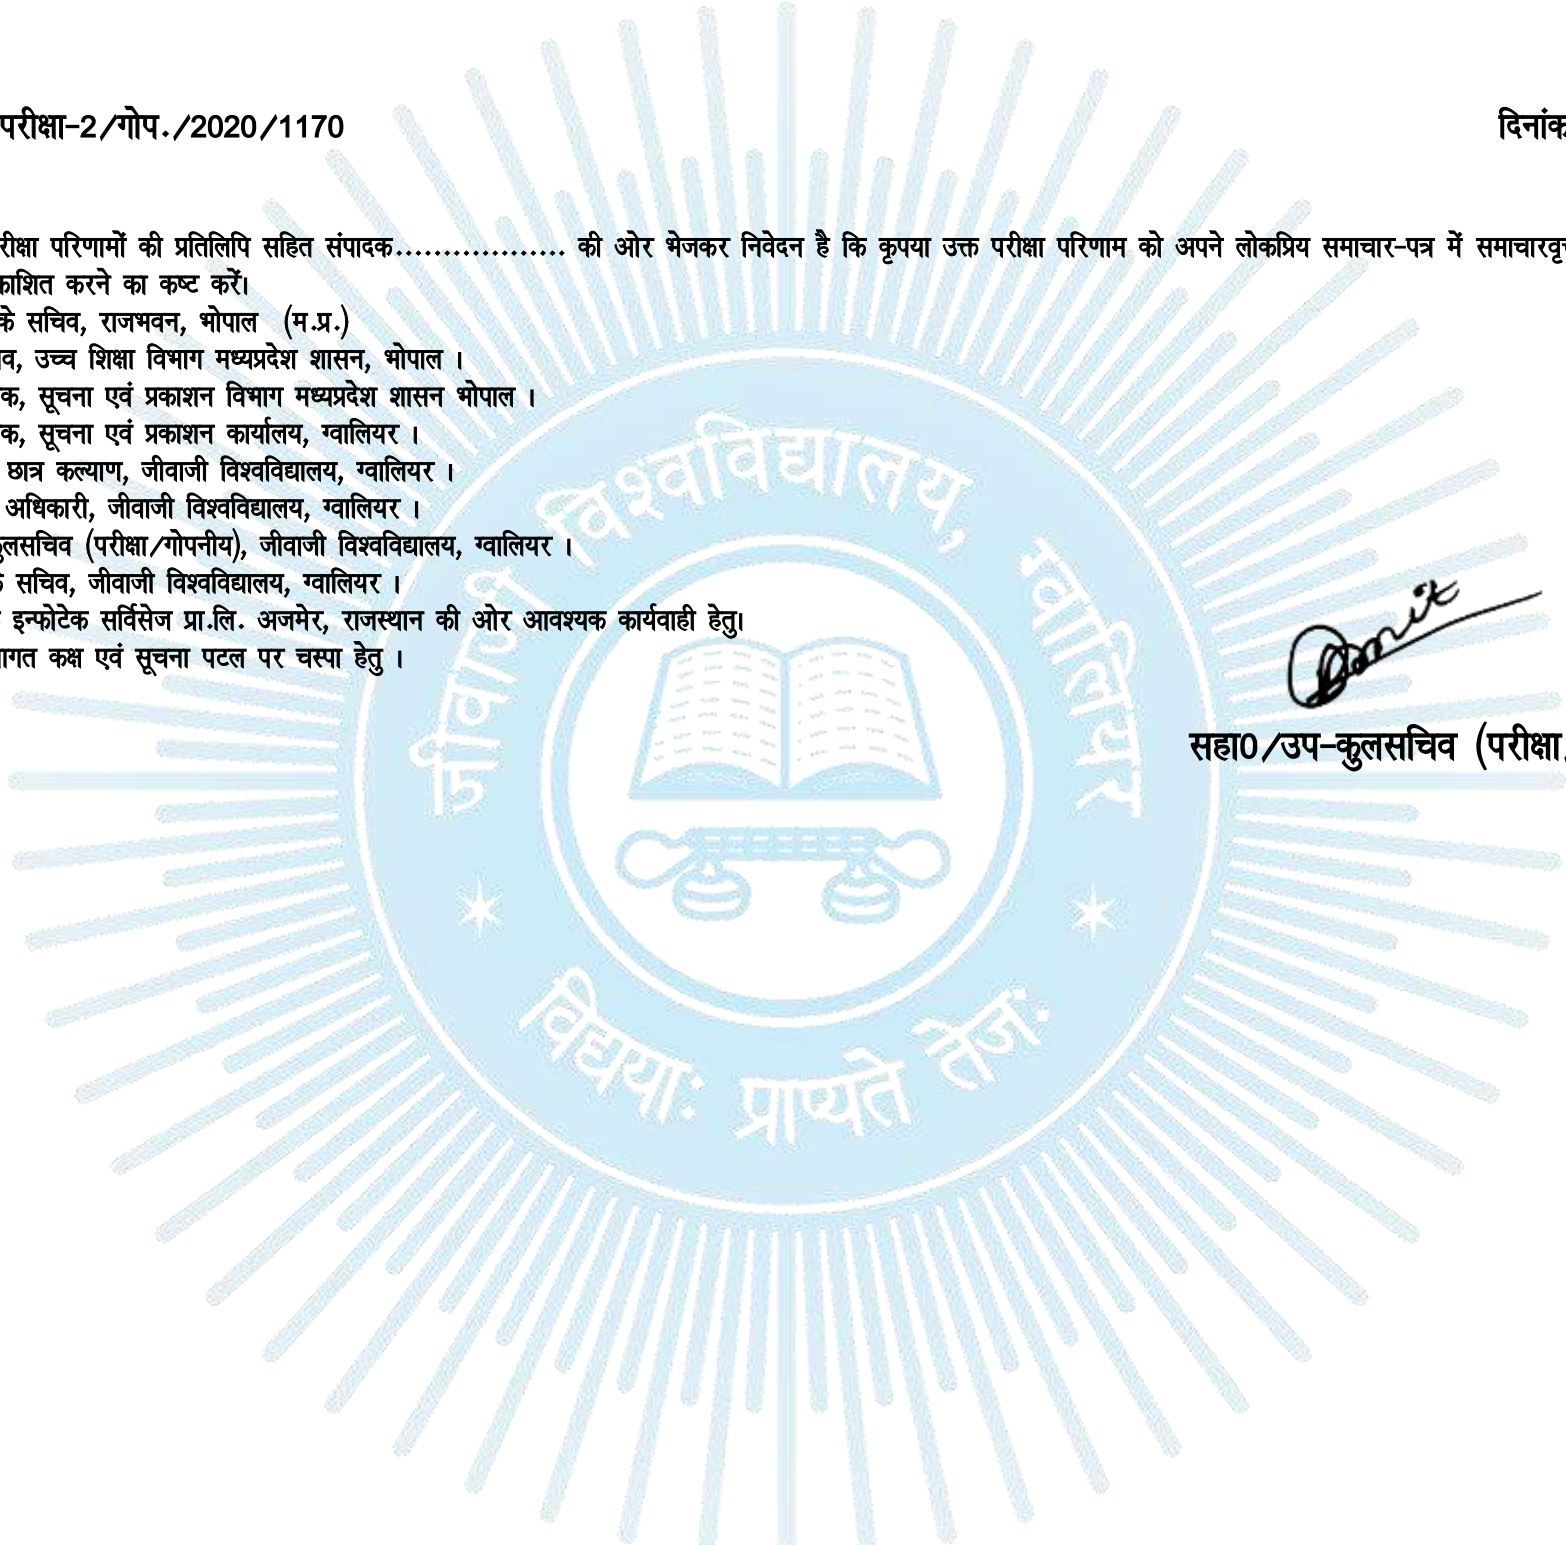 परीक्षा-2/गोप./2020/1170 दिनांक
रीक्षा परिणामों की प्रतिलिपि सहित संपादक.................. की ओर भेजकर निवेदन है कि कृपया उक्त परीक्षा परिणाम को अपने लोकप्रिय समाचार-पत्र में समाचारवृ
काशित करने का कष्ट करें।
के सचिव, राजभवन, भोपाल (म.प्र.)
व, उच्च शिक्षा विभाग मध्यप्रदेश शासन, भोपाल ।
क, सूचना एवं प्रकाशन विभाग मध्यप्रदेश शासन भोपाल ।
क, सूचना एवं प्रकाशन कार्यालय, ग्वालियर ।
छात्र कल्याण, जीवाजी विश्वविद्यालय, ग्वालियर ।
अधिकारी, जीवाजी विश्वविद्यालय, ग्वालियर ।
कुलसचिव (परीक्षा/गोपनीय), जीवाजी विश्वविद्यालय, ग्वालियर ।
के सचिव, जीवाजी विश्वविद्यालय, ग्वालियर ।
इन्फोटेक सर्विसेज प्रा.लि. अजमेर, राजस्थान की ओर आवश्यक कार्यवाही हेतु।
गत कक्ष एवं सूचना पटल पर चस्पा हेतु ।
सहा0/उप-कुलसचिव (परीक्षा
जीवाजी विश्वविद्यालय, ग्वालियर
विद्यया: प्राप्यते तेज: